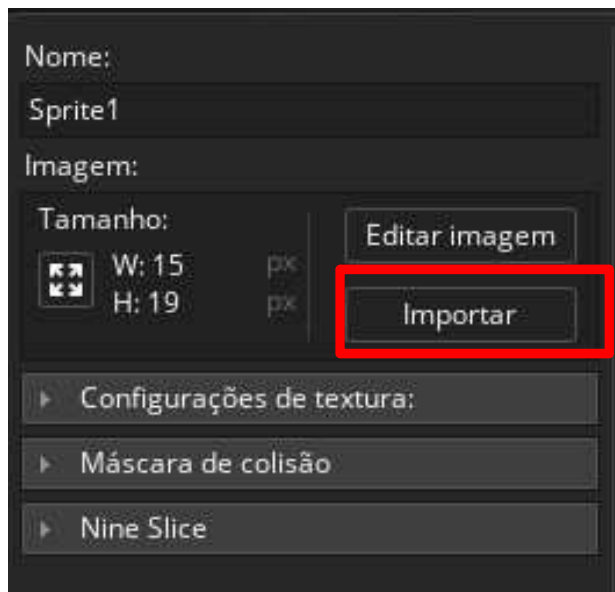 Nome:
Sprite1
Imagem:
Tamanho:
W: 15 px
H: 19 px
Editar imagem
Importar
Configurações de textura:
Máscara de colisão
Nine Slice